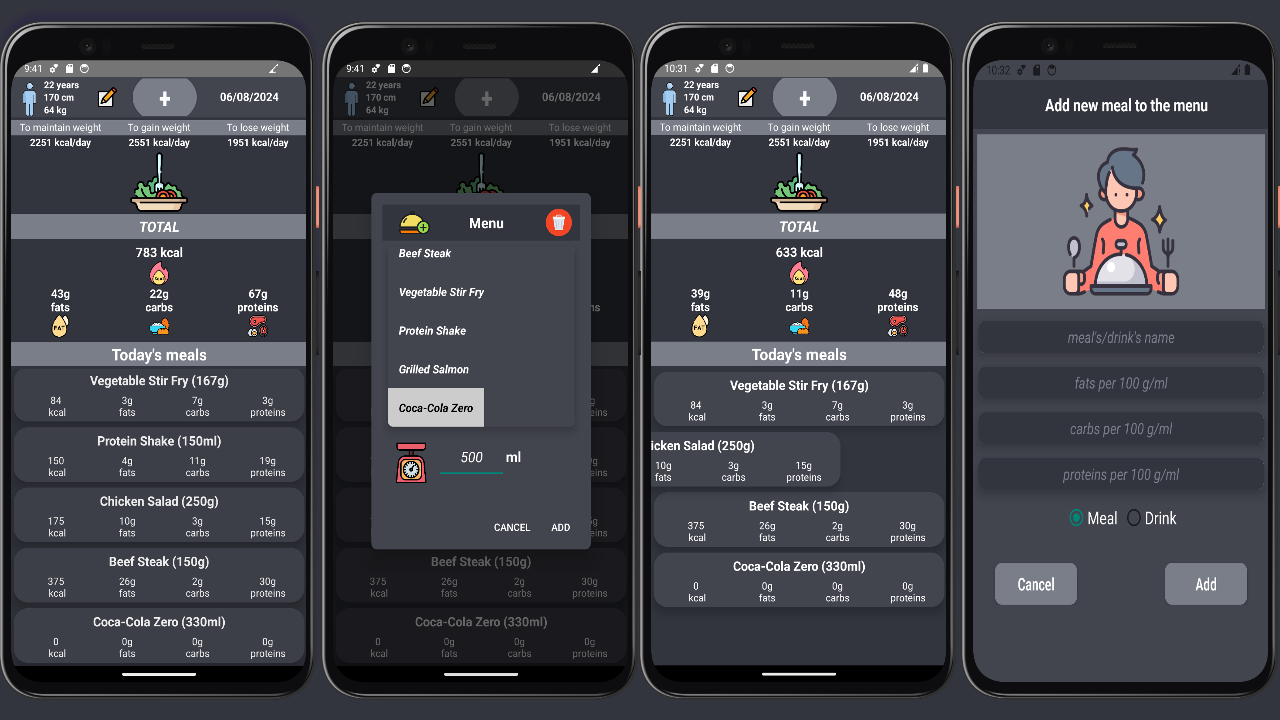 9:41
22 years
170 cm
64 kg
+
06/08/2024
To maintain weight To gain weight To lose weight
2251 kcal/day 2551 kcal/day 1951 kcal/day
TOTAL
783 kcal
43g 22g 67g
fats carbs proteins
FAT
Today's meals
Vegetable Stir Fry (167g)
84 3g 7g 3g
kcal fats carbs proteins
Protein Shake (150ml)
150 4g 11g 19g
kcal fats carbs proteins
Chicken Salad (250g)
175 10g 3g 15g
kcal fats carbs proteins
Beef Steak (150g)
375 26g 2g 30g
kcal fats carbs proteins
Coca-Cola Zero (330ml)
0 0g 0g 0g
kcal fats carbs proteins
9:41
22 years
170 cm
64 kg
+
06/08/2024
To maintain weight To gain weight To lose weight
2251 kcal/day 2551 kcal/day 1951 kcal/day
Menu
Beef Steak
Vegetable Stir Fry
Protein Shake
Grilled Salmon
Coca-Cola Zero
500 ml
CANCEL ADD
Beef Steak (150g)
375 26g 2g 30g
kcal fats carbs proteins
Coca-Cola Zero (330ml)
0 0g 0g 0g
kcal fats carbs proteins
10:31
22 years
170 cm
64 kg
+
06/08/2024
To maintain weight To gain weight To lose weight
2251 kcal/day 2551 kcal/day 1951 kcal/day
TOTAL
633 kcal
39g 11g 48g
fats carbs proteins
FAT
Today's meals
Vegetable Stir Fry (167g)
84 3g 7g 3g
kcal fats carbs proteins
icken Salad (250g)
10g 3g 15g
fats carbs proteins
Beef Steak (150g)
375 26g 2g 30g
kcal fats carbs proteins
Coca-Cola Zero (330ml)
0 0g 0g 0g
kcal fats carbs proteins
10:32
Add new meal to the menu
meal's/drink's name
fats per 100 g/ml
carbs per 100 g/ml
proteins per 100 g/ml
Meal Drink
Cancel Add